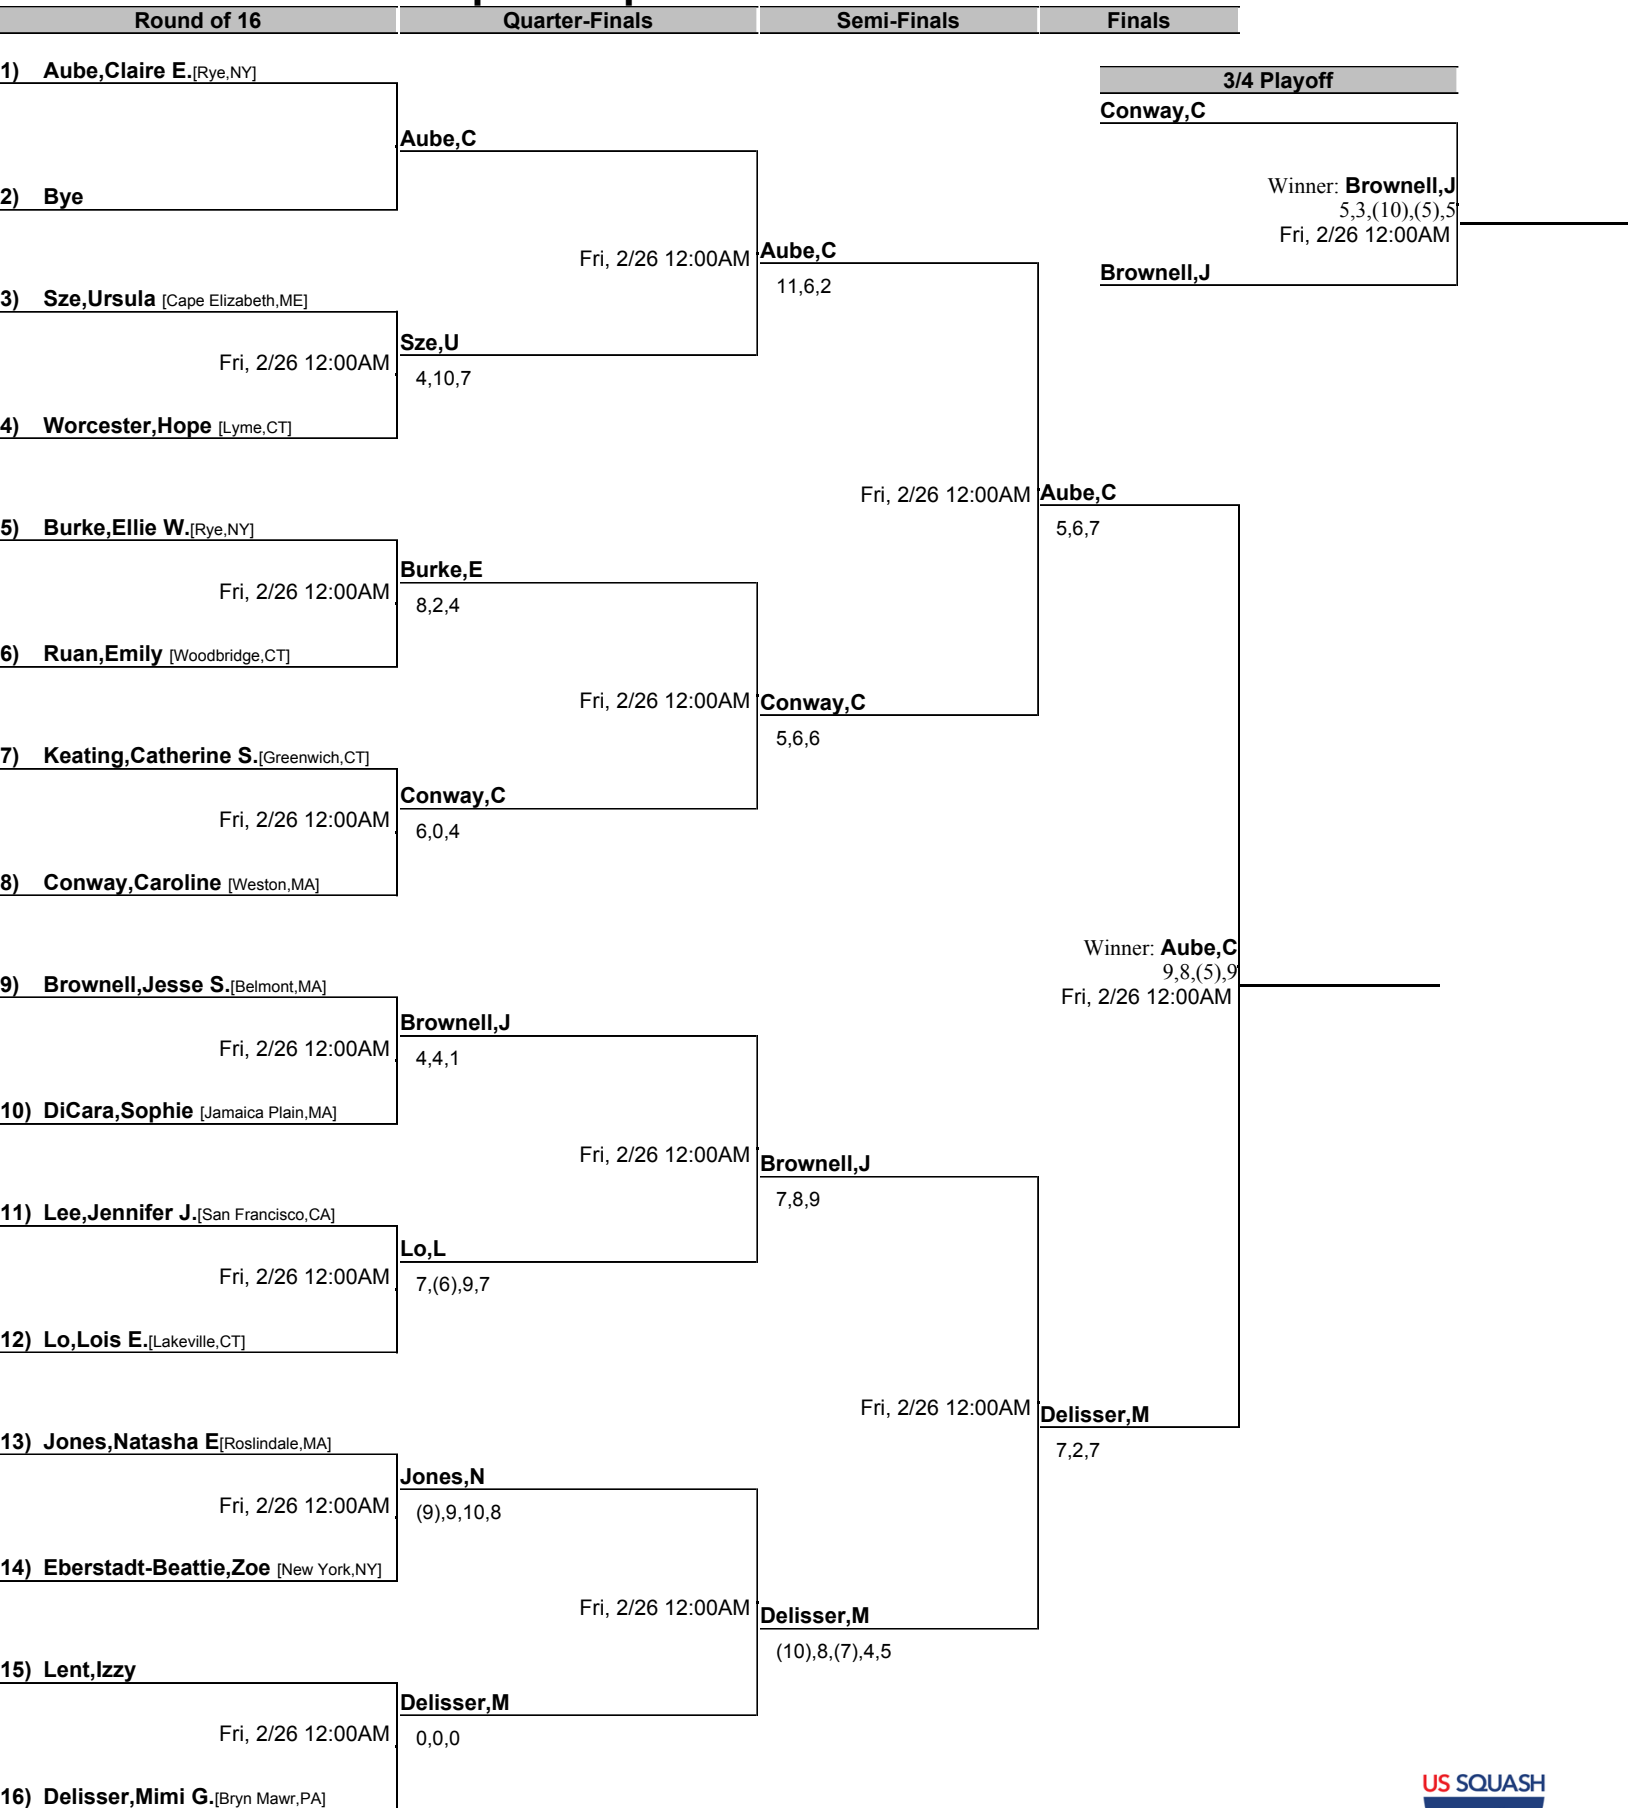 Round of 16 Quarter-Finals Semi-Finals Finals
1) Aube,Claire E.[Rye,NY]
3/4 Playoff
Conway,C
Aube,C
Winner: Brownell,J
2) Bye
5,3,(10),(5),5
Fri, 2/26 12:00AM
Fri, 2/26 12:00AM Aube,C
Brownell,J
11,6,2
3) Sze,Ursula [Cape Elizabeth,ME]
Sze,U
Fri, 2/26 12:00AM
4,10,7
4) Worcester,Hope [Lyme,CT]
Fri, 2/26 12:00AM Aube,C
5) Burke,Ellie W.[Rye,NY]
5,6,7
Burke,E
Fri, 2/26 12:00AM
8,2,4
6) Ruan,Emily [Woodbridge,CT]
Fri, 2/26 12:00AM Conway,C
5,6,6
7) Keating,Catherine S.[Greenwich,CT]
Conway,C
Fri, 2/26 12:00AM
6,0,4
8) Conway,Caroline [Weston,MA]
Winner: Aube,C
9,8,(5),9
9) Brownell,Jesse S.[Belmont,MA]
Fri, 2/26 12:00AM
Brownell,J
Fri, 2/26 12:00AM
4,4,1
10) DiCara,Sophie [Jamaica Plain,MA]
Fri, 2/26 12:00AM Brownell,J
7,8,9
11) Lee,Jennifer J.[San Francisco,CA]
Lo,L
Fri, 2/26 12:00AM
7,(6),9,7
12) Lo,Lois E.[Lakeville,CT]
Fri, 2/26 12:00AM Delisser,M
13) Jones,Natasha E[Roslindale,MA]
7,2,7
Jones,N
Fri, 2/26 12:00AM
(9),9,10,8
14) Eberstadt-Beattie,Zoe [New York,NY]
Fri, 2/26 12:00AM Delisser,M
(10),8,(7),4,5
15) Lent,Izzy
Delisser,M
Fri, 2/26 12:00AM
0,0,0
US SQUASH
16) Delisser,Mimi G.[Bryn Mawr,PA]